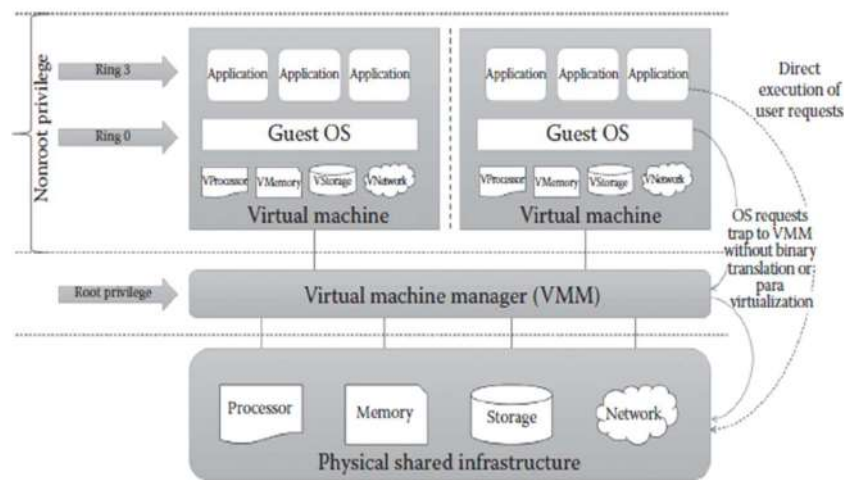 Nonroot privilege
Ring 3
Ring 0
Root privilege
Application Application Application
Guest OS
VProcessor VMemory VStorage VNetwork
Virtual machine
Application Application Application
Guest OS
VProcessor VMemory VStorage VNetwork
Virtual machine
Direct
execution of
user requests
OS requests
trap to VMM
without binary
translation or
para
virtualization
Virtual machine manager (VMM)
Processor Memory Storage Network
Physical shared infrastructure